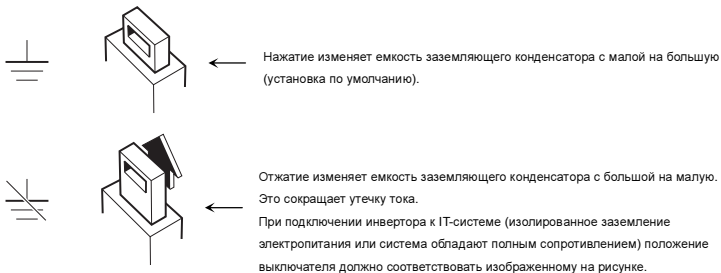 Нажатие изменяет емкость заземляющего конденсатора с малой на большую
(установка по умолчанию).
Отжатие изменяет емкость заземляющего конденсатора с большой на малую.
Это сокращает утечку тока.
При подключении инвертора к IT-системе (изолированное заземление
электропитания или система обладают полным сопротивлением) положение
выключателя должно соответствовать изображенному на рисунке.